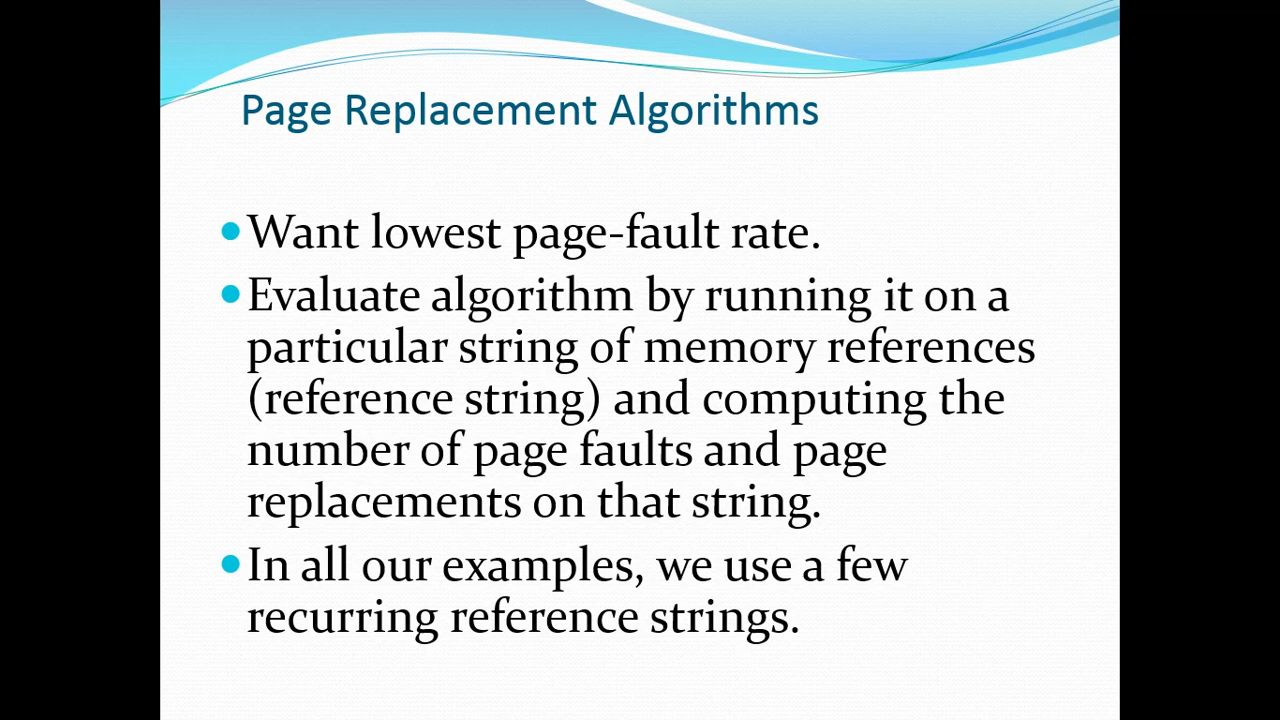 Page Replacement Algorithms
•Want lowest page-fault rate.
•Evaluate algorithm by running it on a
particular string of memory references
(reference string) and computing the
number of page faults and page
replacements on that string.
•In all our examples, we use a few
recurring reference strings.